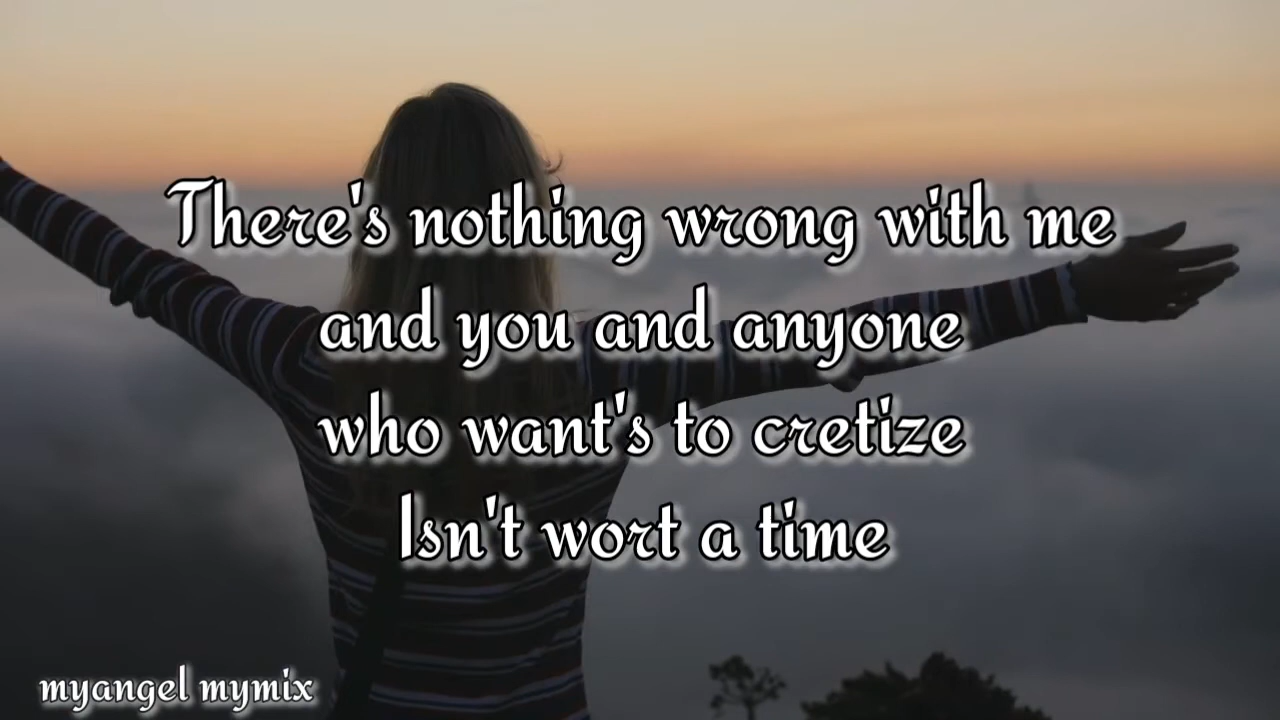 There's nothing wrong with me
and you and anyone
who want's to cretize
Isn't wort a time
myangel mymix